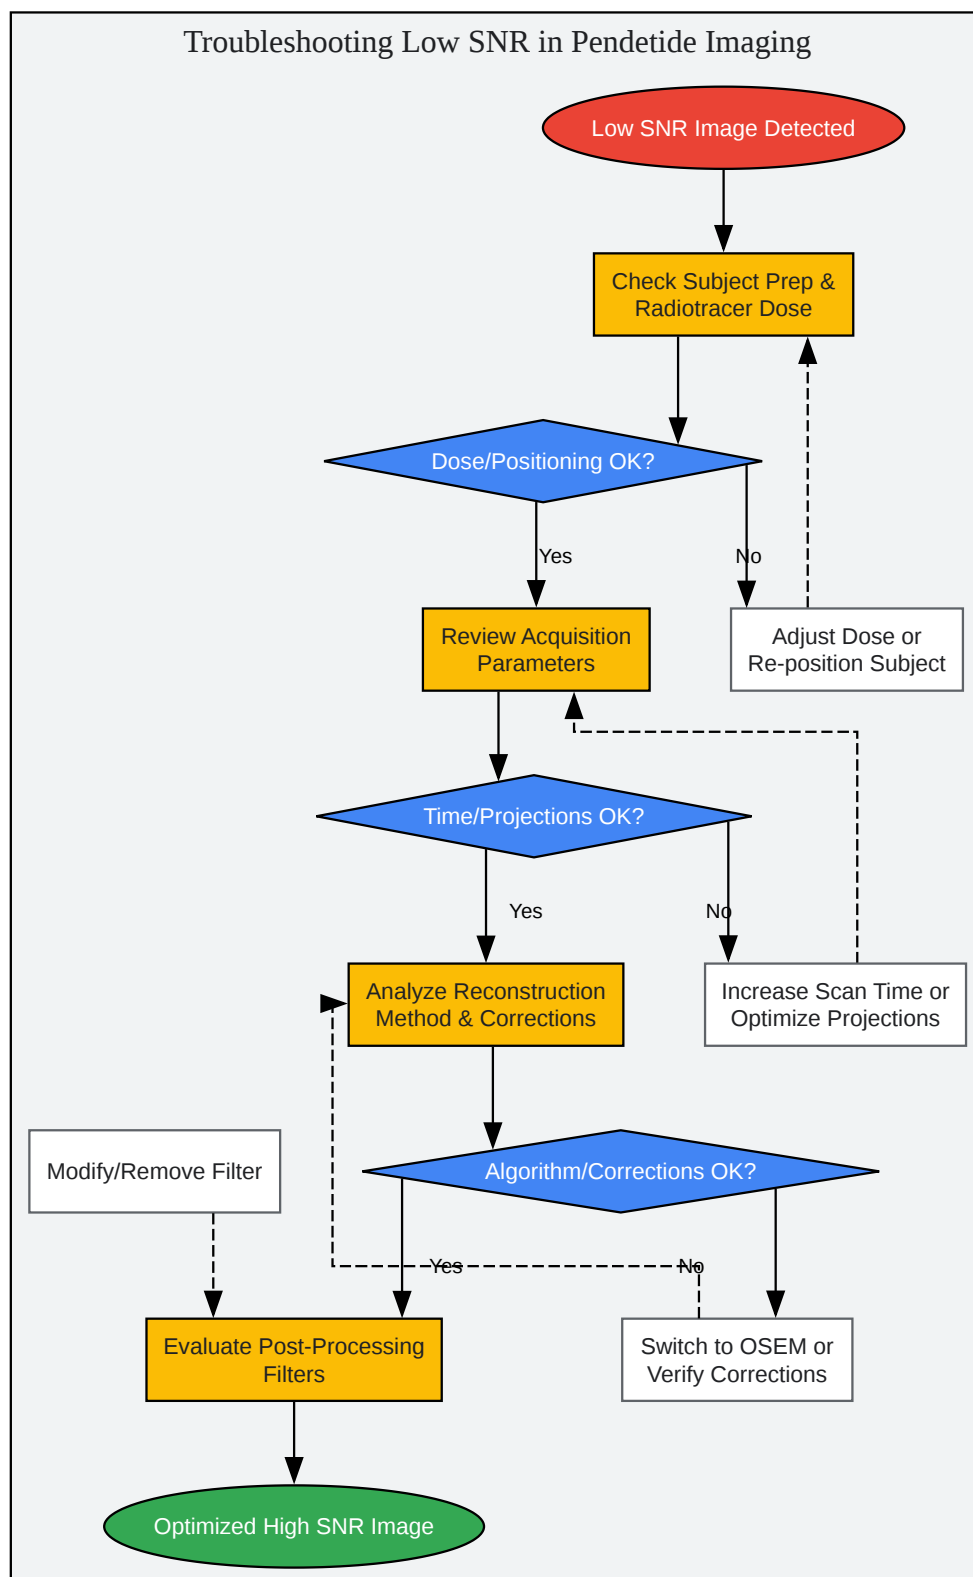 Troubleshooting Low SNR in Pendetide Imaging
Low SNR Image Detected
Check Subject Prep &
Radiotracer Dose
Dose/Positioning OK?
Yes
No
Review Acquisition
Parameters
Adjust Dose or
Re-position Subject
Time/Projections OK?
Yes
No
Analyze Reconstruction
Method & Corrections
Increase Scan Time or
Optimize Projections
Modify/Remove Filter
Algorithm/Corrections OK?
Yes
No
Evaluate Post-Processing
Filters
Switch to OSEM or
Verify Corrections
Optimized High SNR Image